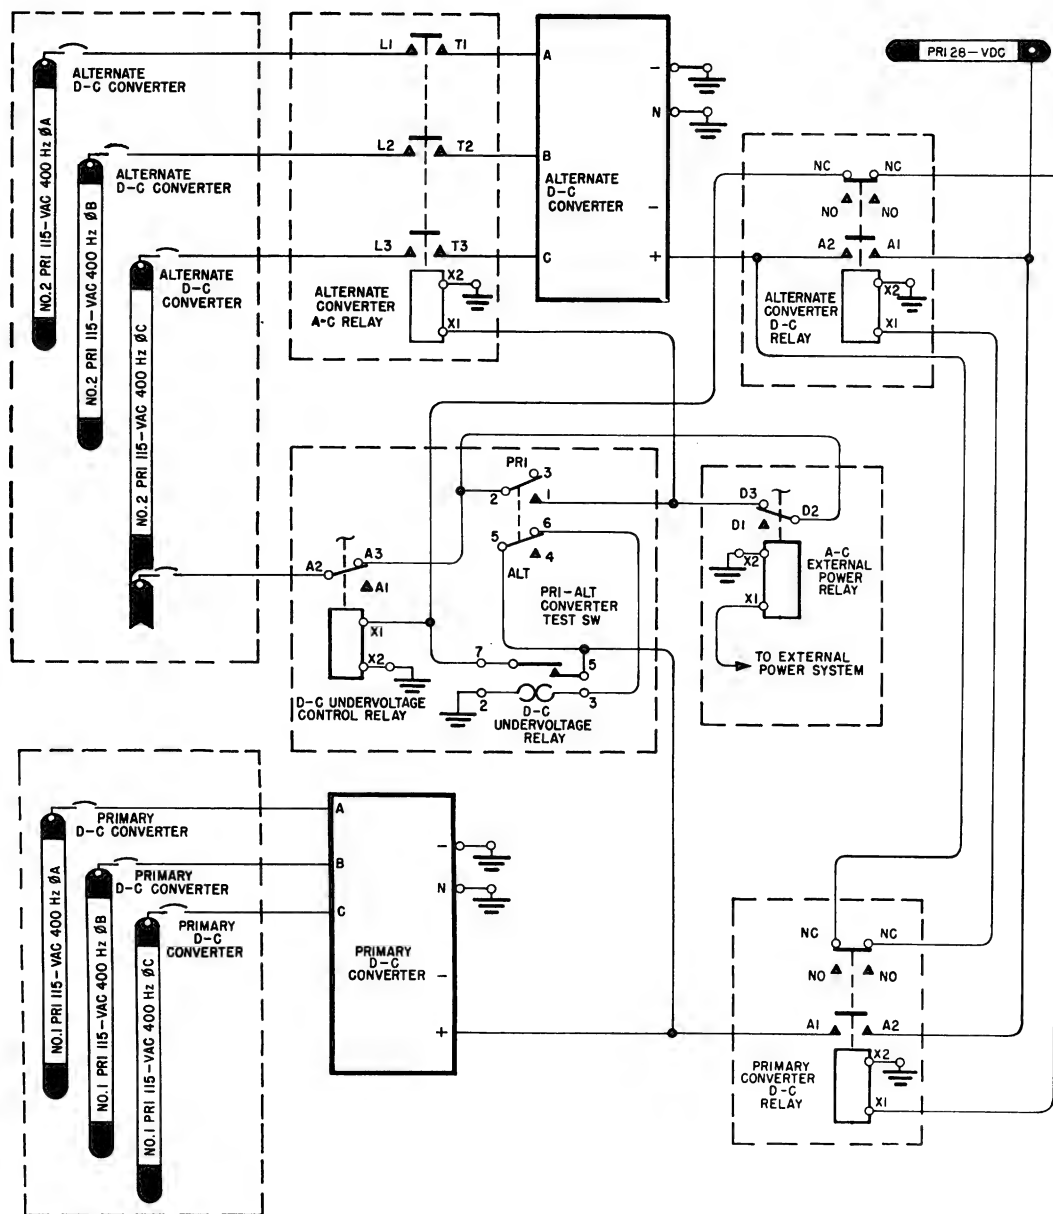 L1
T1
A
PRI 28-VDC
ALTERNATE
D-C CONVERTER
-
N
L2
T2
B
ALTERNATE
D-C CONVERTER
ALTERNATE
D-C
CONVERTER
NC
NC
NO
NO
-
L3
T3
C
+
A2
A1
ALTERNATE
D-C
CONVERTER
X2
ALTERNATE
CONVERTER
A-C RELAY
X1
ALTERNATE
CONVERTER
D-C
RELAY
X2
X1
NO.2 PRI 115-VAC 400 Hz ØA
NO.2 PRI 115-VAC 400 Hz ØB
NO.2 PRI 115-VAC 400 Hz ØC
PRI
3
2
1
D3
D2
D1
6
5
4
ALT
A2
A3
A1
PRI-ALT
CONVERTER
TEST SW
X2
A-C
EXTERNAL
POWER
RELAY
X1
X1
X2
7
5
TO EXTERNAL
POWER SYSTEM
D-C UNDERVOLTAGE
CONTROL RELAY
2
3
D-C
UNDERVOLTAGE
RELAY
A
PRIMARY
D-C CONVERTER
-
B
N
PRIMARY
D-C CONVERTER
C
PRIMARY
D-C
CONVERTER
PRIMARY
D-C
CONVERTER
-
+
NC
NC
NO
NO
A1
A2
PRIMARY
CONVERTER
D-C
RELAY
X2
X1
NO.1 PRI 115-VAC 400 Hz ØA
NO.1 PRI 115-VAC 400 Hz ØB
NO.1 PRI 115-VAC 400 Hz ØC